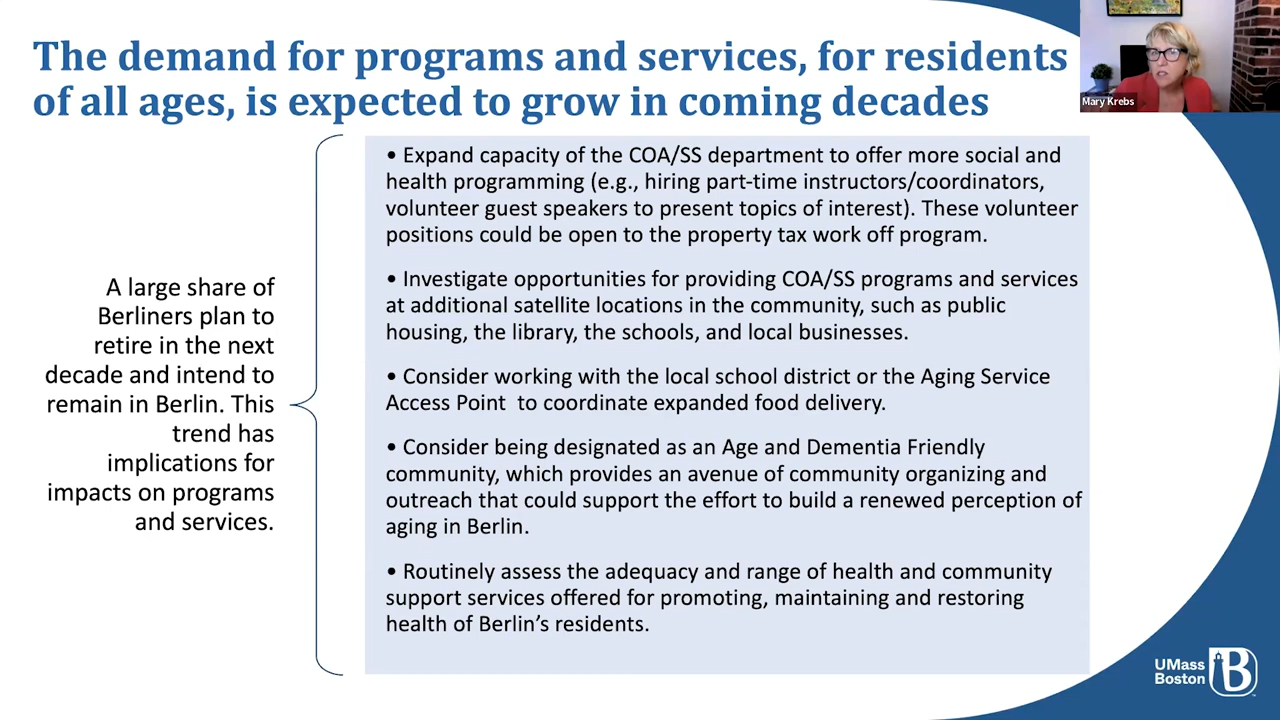 The demand for programs and services, for residents
of all ages, is expected to grow in coming decades
Mary Krebs
A large share of
Berliners plan to
retire in the next
decade and intend to
remain in Berlin. This
trend has
implications for
impacts on programs
and services.
• Expand capacity of the COA/SS department to offer more social and
health programming (e.g., hiring part-time instructors/coordinators,
volunteer guest speakers to present topics of interest). These volunteer
positions could be open to the property tax work off program.
• Investigate opportunities for providing COA/SS programs and services
at additional satellite locations in the community, such as public
housing, the library, the schools, and local businesses.
• Consider working with the local school district or the Aging Service
Access Point  to coordinate expanded food delivery.
• Consider being designated as an Age and Dementia Friendly
community, which provides an avenue of community organizing and
outreach that could support the effort to build a renewed perception of
aging in Berlin.
• Routinely assess the adequacy and range of health and community
support services offered for promoting, maintaining and restoring
health of Berlin’s residents.
UMass
Boston
B